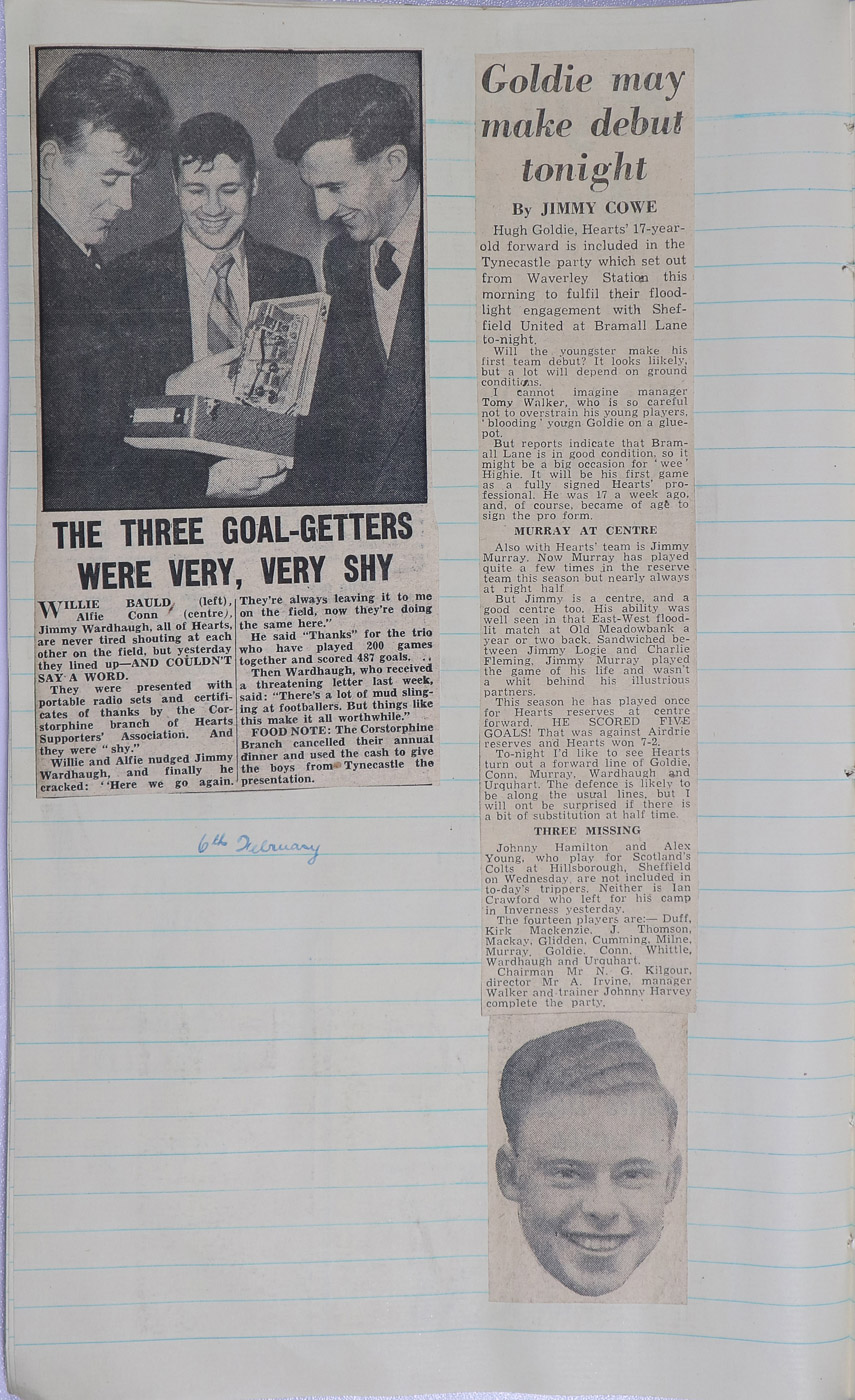 THE THREE GOAL-GETTERS
WERE VERY, VERY SHY
WILLIE BAULD (left),
Alfie Conn (centre),
Jimmy Wardhaugh, all of Hearts,
are never tired shouting at each
other on the field, but yesterday
they lined up—AND COULDN'T
SAY A WORD.
They were presented with
portable radio sets and certifi-
cates of thanks by the Cor-
storphine branch of Hearts
Supporters' Association. And
they were "shy."
Willie and Alfie nudged Jimmy
Wardhaugh, and finally he
cracked: "Here we go again.
They're always leaving it to me
on the field, now they're doing
the same here."
He said "Thanks" for the trio
who have played 200 games
together and scored 487 goals. . .
Then Wardhaugh, who received
a threatening letter last week,
said: "There's a lot of mud sling-
ing at footballers. But things like
this make it all worthwhile."
FOOD NOTE: The Corstorphine
Branch cancelled their annual
dinner and used the cash to give
the boys from Tynecastle the
presentation.
6th February
Goldie may
make debut
tonight
By JIMMY COWE
Hugh Goldie, Hearts' 17-year-
old forward is included in the
Tynecastle party which set out
from Waverley Station this
morning to fulfil their flood-
light engagement with Shef-
field United at Bramall Lane
to-night.
Will the youngster make his
first team debut? It looks liikely,
but a lot will depend on ground
conditions.
I cannot imagine manager
Tomy Walker, who is so careful
not to overstrain his young players,
'blooding' yourgn Goldie on a glue-
pot.
But reports indicate that Bram-
all Lane is in good condition, so it
might be a big occasion for 'wee'
Highie. It will be his first game
as a fully signed Hearts' pro-
fessional. He was 17 a week ago,
and, of course, became of age to
sign the pro form.
MURRAY AT CENTRE
Also with Hearts' team is Jimmy
Murray. Now Murray has played
quite a few times in the reserve
team this season but nearly always
at right half
But Jimmy is a centre, and a
good centre too. His ability was
well seen in that East-West flood-
lit match at Old Meadowbank a
year or two back. Sandwiched be-
tween Jimmy Logie and Charlie
Fleming, Jimmy Murray played
the game of his life and wasn't
a whit behind his illustrious
partners.
This season he has played once
for Hearts reserves at centre
forward. HE SCORED FIVE
GOALS! That was against Airdrie
reserves and Hearts won 7-2.
To-night I'd like to see Hearts
turn out a forward line of Goldie,
Conn, Murray, Wardhaugh and
Urquhart. The defence is likely to
be along the usual lines, but I
will ont be surprised if there is
a bit of substitution at half time.
THREE MISSING
Johnny Hamilton and Alex
Young, who play for Scotland's
Colts at Hillsborough, Sheffield
on Wednesday, are not included in
to-day's trippers. Neither is Ian
Crawford who left for his camp
in Inverness yesterday.
The fourteen players are:— Duff,
Kirk Mackenzie, J. Thomson,
Mackay, Glidden, Cumming, Milne,
Murray, Goldie, Conn, Whittle,
Wardhaugh and Urquhart.
Chairman Mr N. G. Kilgour,
director Mr A. Irvine, manager
Walker and trainer Johnny Harvey
complete the party.